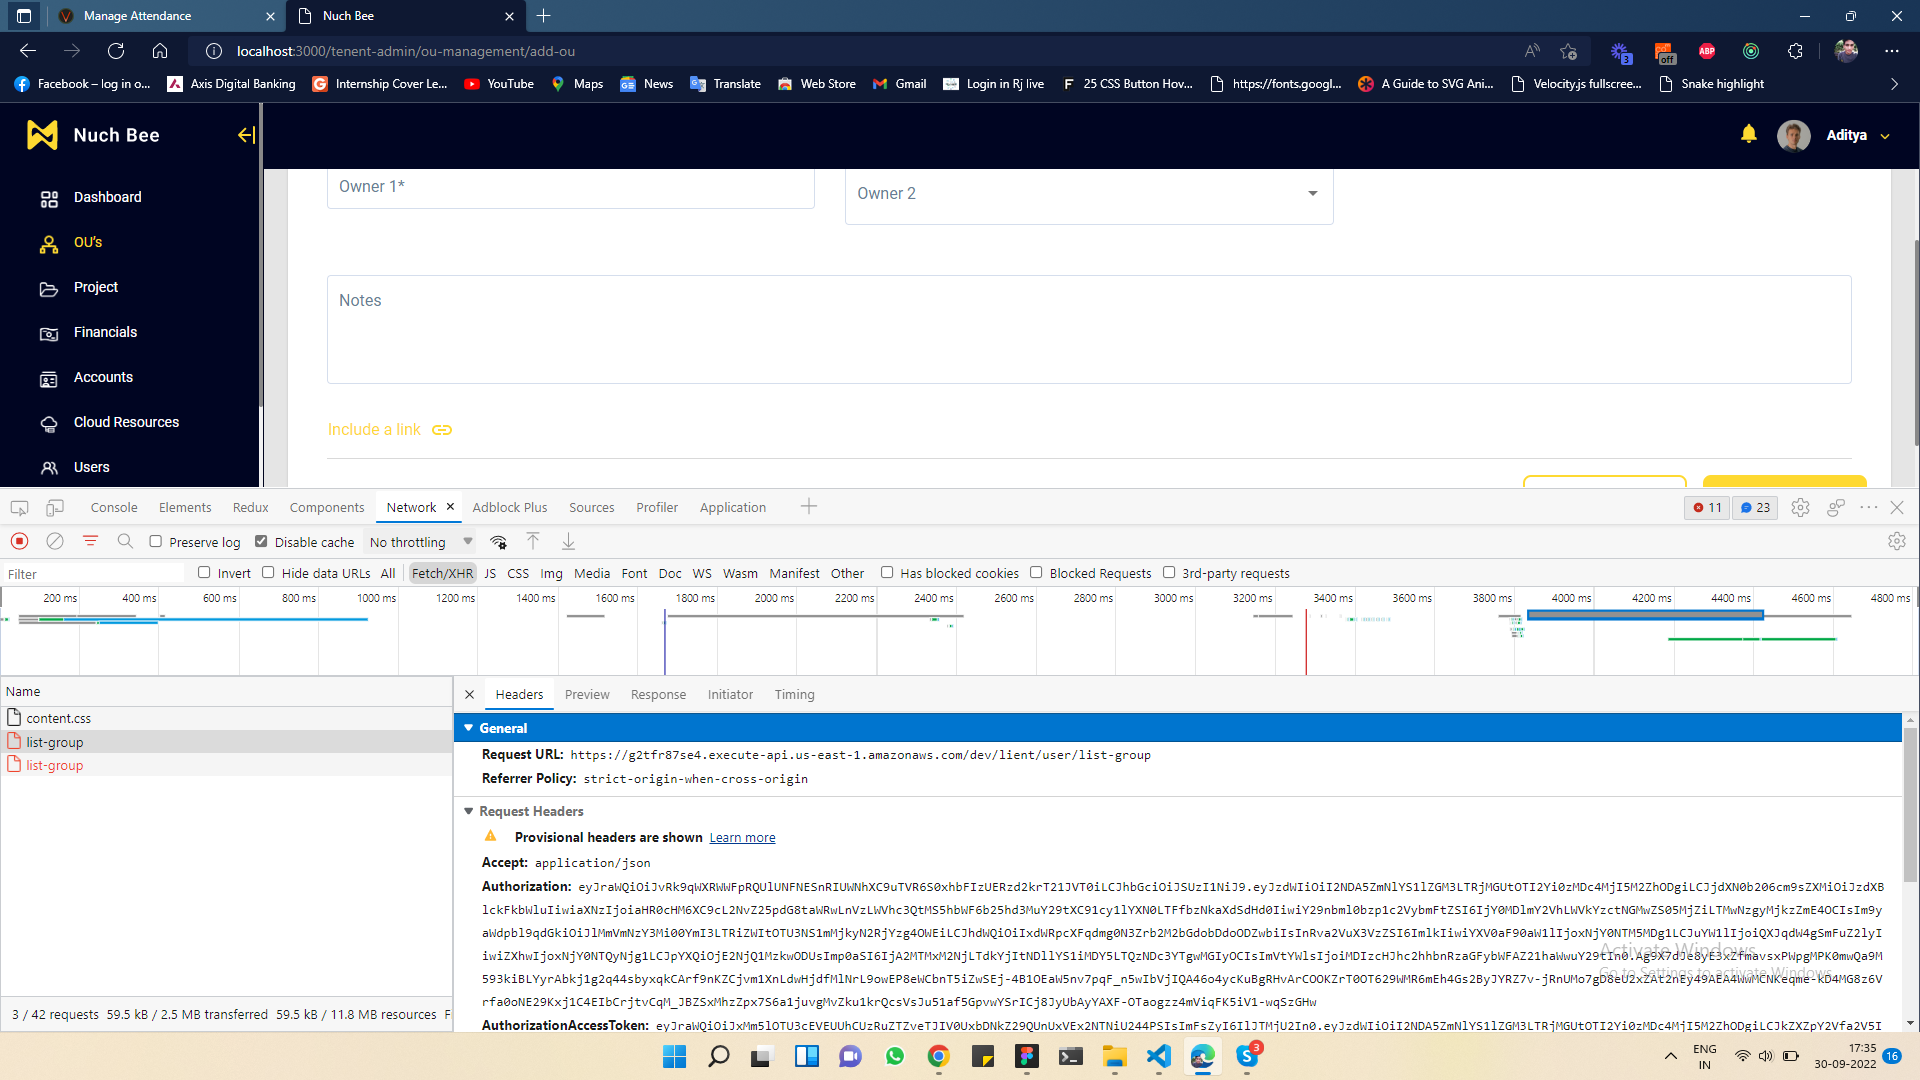 Manage Attendance
Nuch Bee
localhost:3000/tenent-admin/ou-management/add-ou
3
off
ABP
Facebook – log in o...
Axis Digital Banking
Internship Cover Le...
YouTube
Maps
News
Translate
Web Store
Gmail
Login in Rj live
25 CSS Button Hov...
https://fonts.googl...
A Guide to SVG Ani...
Velocity.js fullscree...
Snake highlight
Nuch Bee
Aditya
Dashboard
OU's
Project
Financials
Accounts
Cloud Resources
Users
Owner 1*
Owner 2
Notes
Include a link
Console
Elements
Redux
Components
Network
Adblock Plus
Sources
Profiler
Application
11
23
Preserve log
Disable cache
No throttling
Filter
Invert
Hide data URLs
All
Fetch/XHR
JS
CSS
Img
Media
Font
Doc
WS
Wasm
Manifest
Other
Has blocked cookies
Blocked Requests
3rd-party requests
200 ms
400 ms
600 ms
800 ms
1000 ms
1200 ms
1400 ms
1600 ms
1800 ms
2000 ms
2200 ms
2400 ms
2600 ms
2800 ms
3000 ms
3200 ms
3400 ms
3600 ms
3800 ms
4000 ms
4200 ms
4400 ms
4600 ms
4800 ms
Name
content.css
list-group
list-group
Headers
Preview
Response
Initiator
Timing
General
Request URL: https://g2tfr87se4.execute-api.us-east-1.amazonaws.com/dev/lient/user/list-group
Referrer Policy: strict-origin-when-cross-origin
Request Headers
Provisional headers are shown Learn more
Accept: application/json
Authorization:
AuthorizationAccessToken:
Activate Windows
Go to Settings to activate Windows.
3 / 42 requests
59.5 kB / 2.5 MB transferred
59.5 kB / 11.8 MB resources
F
3
ENG
IN
17:35
30-09-2022
16